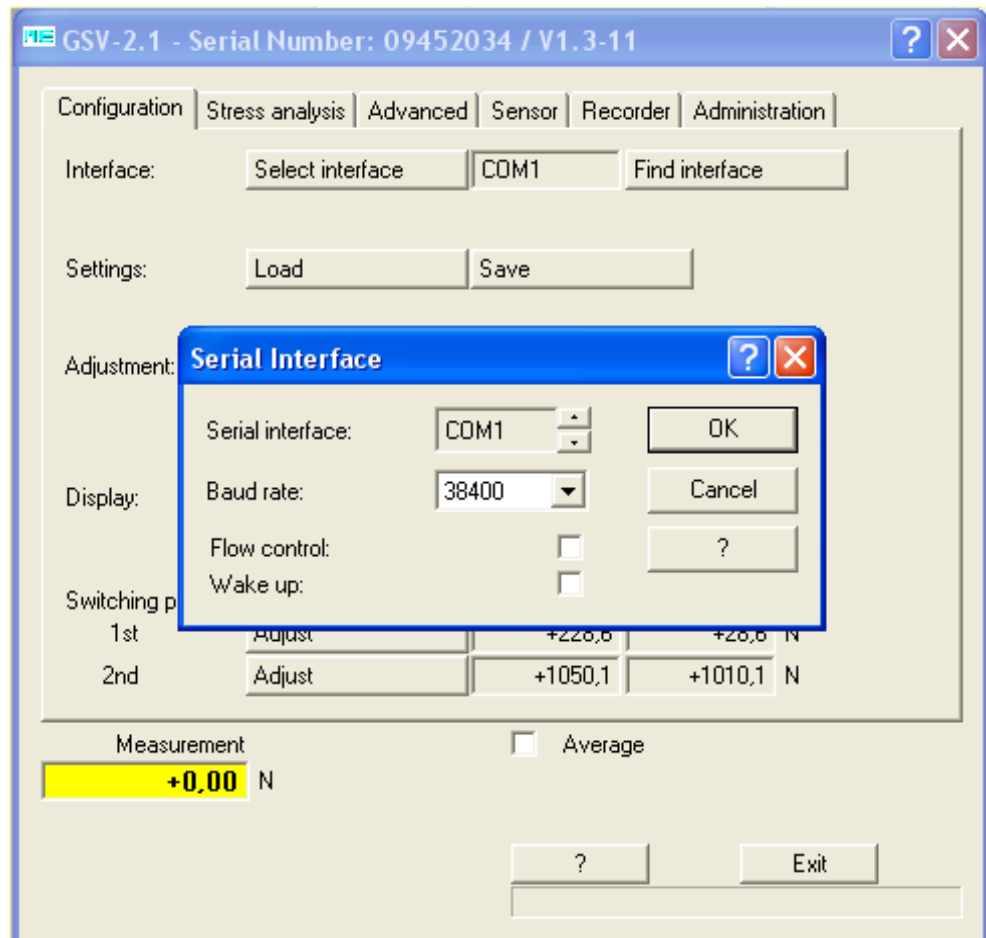 ME GSV-2.1 - Serial Number: 09452034 / V1.3-11 ?
Configuration Stress analysis Advanced Sensor Recorder Administration
Interface: Select interface COM1 Find interface
Settings: Load Save
Adjustment:
Serial Interface ?
Serial interface: COM1 OK
Baud rate: 38400 Cancel
Display:
Flow control: ?
Wake up:
Switching p
1st Adjust +228,6 +28,6 N
2nd Adjust +1050,1 +1010,1 N
Measurement Average
+0,00 N
? Exit